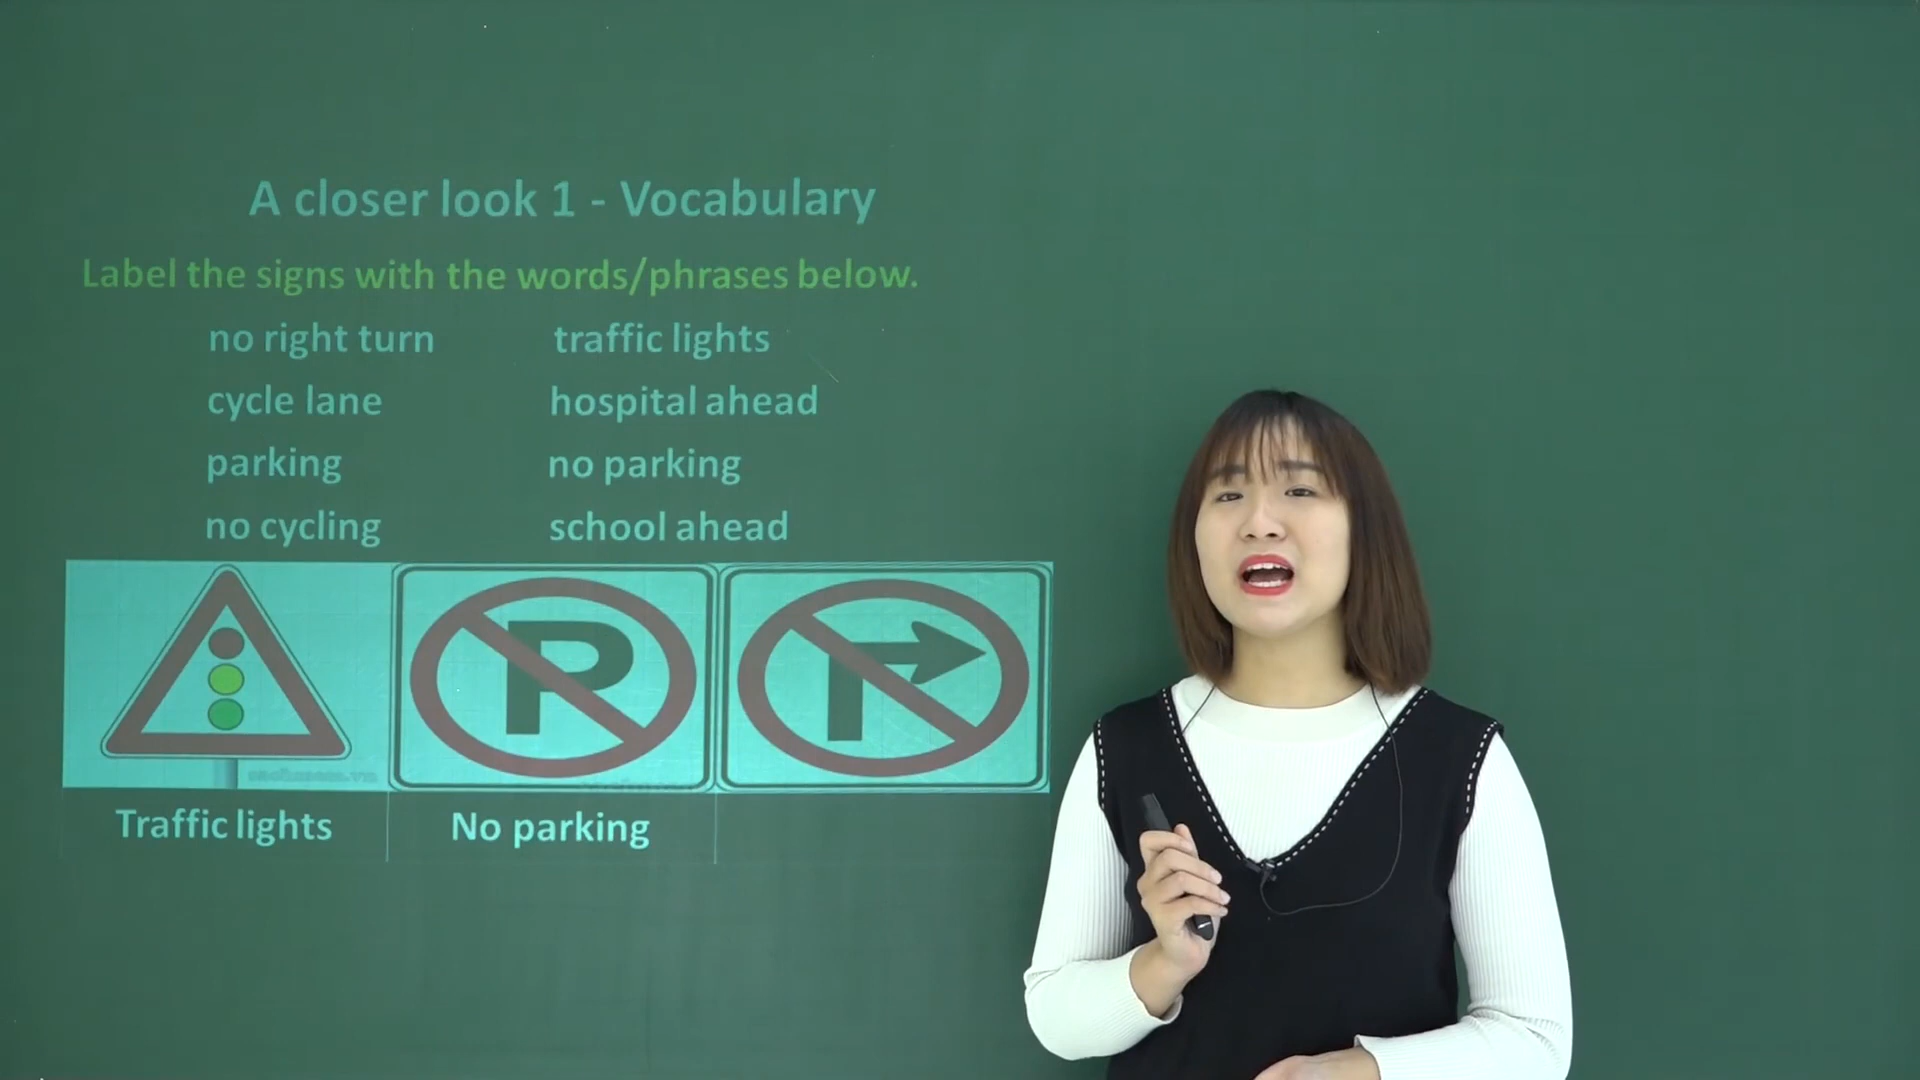 A closer look 1 - Vocabulary
Label the signs with the words/phrases below.
no right turn traffic lights
cycle lane hospital ahead
parking no parking
no cycling school ahead
P
Traffic lights No parking